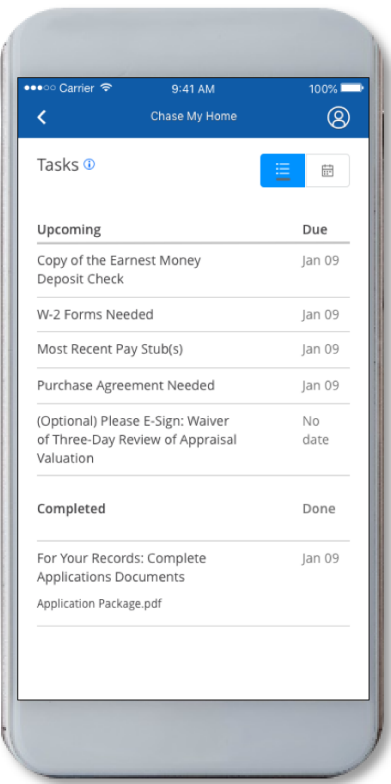 Carrier 9:41 AM 100%
Chase My Home
Tasks
Upcoming Due
Copy of the Earnest Money Jan 09
Deposit Check
W-2 Forms Needed Jan 09
Most Recent Pay Stub(s) Jan 09
Purchase Agreement Needed Jan 09
(Optional) Please E-Sign: Waiver No
of Three-Day Review of Appraisal date
Valuation
Completed Done
For Your Records: Complete Jan 09
Applications Documents
Application Package.pdf